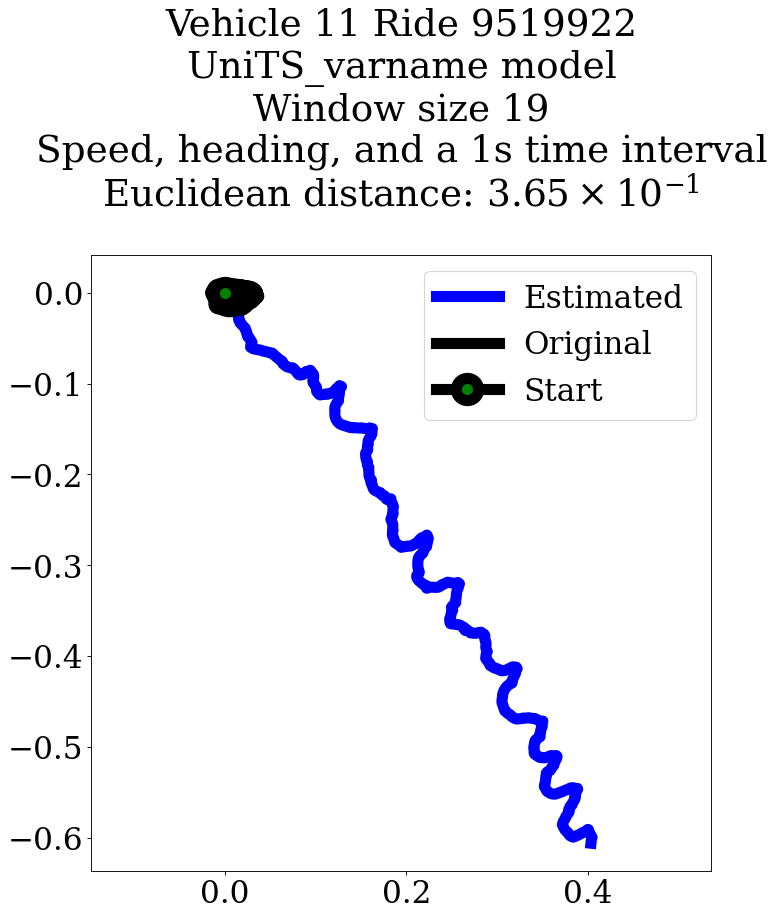 Vehicle 11 Ride 9519922
UniTS_varname model
Window size 19
Speed, heading, and a 1s time interval
Euclidean distance: 3.65 × 10⁻¹
Estimated
Original
Start
0.0
−0.1
−0.2
−0.3
−0.4
−0.5
−0.6
0.0
0.2
0.4